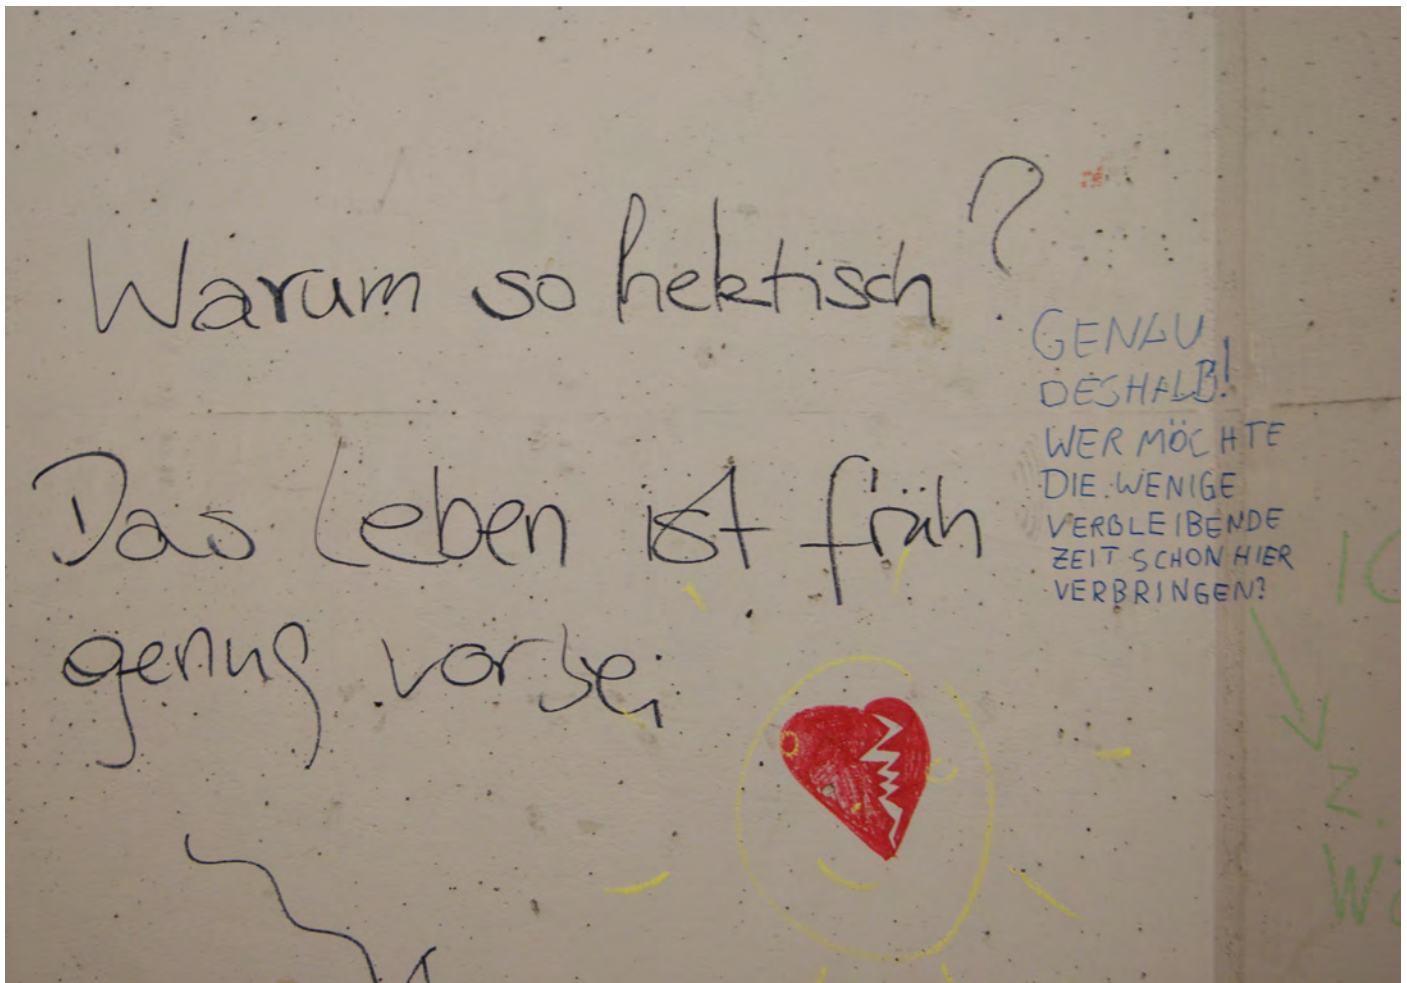 Warum so hektisch?
Das Leben ist früh
genug vorbei
GENAU
DESHALB!
WER MÖCHTE
DIE WENIGE
VERBLEIBENDE
ZEIT SCHON HIER
VERBRINGEN?
Z.